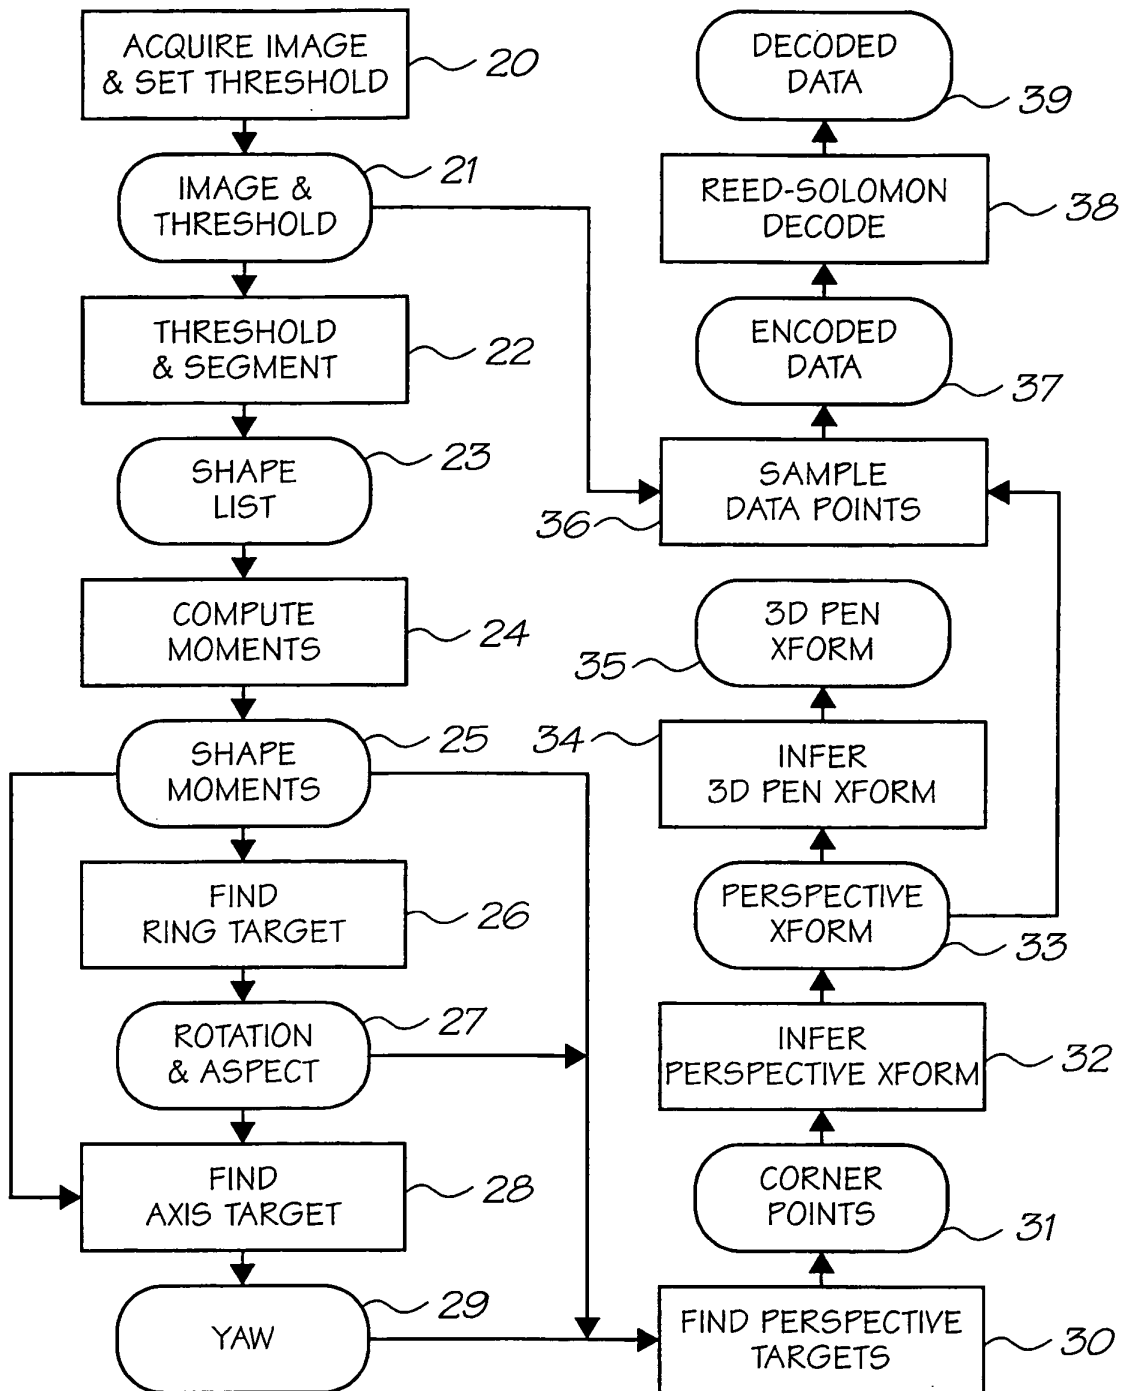 ACQUIRE IMAGE
& SET THRESHOLD
20
IMAGE &
THRESHOLD
21
THRESHOLD
& SEGMENT
22
SHAPE
LIST
23
COMPUTE
MOMENTS
24
SHAPE
MOMENTS
25
FIND
RING TARGET
26
ROTATION
& ASPECT
27
FIND
AXIS TARGET
28
YAW
29
DECODED
DATA
39
REED-SOLOMON
DECODE
38
ENCODED
DATA
37
SAMPLE
DATA POINTS
36
3D PEN
XFORM
35
34
INFER
3D PEN XFORM
PERSPECTIVE
XFORM
33
INFER
PERSPECTIVE XFORM
32
CORNER
POINTS
31
FIND PERSPECTIVE
TARGETS
30